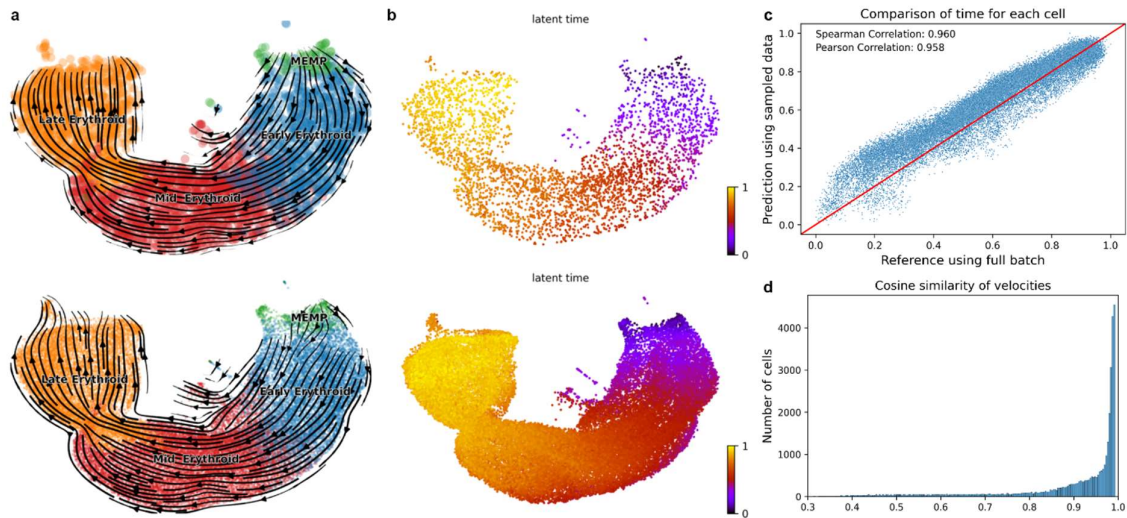 a
MEMP
Late Erythroid
Early Erythroid
Mid Erythroid
MEMP
Late Erythroid
Early Erythroid
Mid Erythroid
b
latent time
1
0
latent time
1
0
c
Comparison of time for each cell
Spearman Correlation: 0.960
Pearson Correlation: 0.958
Prediction using sampled data
1.0
0.8
0.6
0.4
0.2
0.0
0.0 0.2 0.4 0.6 0.8 1.0
Reference using full batch
d
Cosine similarity of velocities
Number of cells
4000
3000
2000
1000
0
0.3 0.4 0.5 0.6 0.7 0.8 0.9 1.0